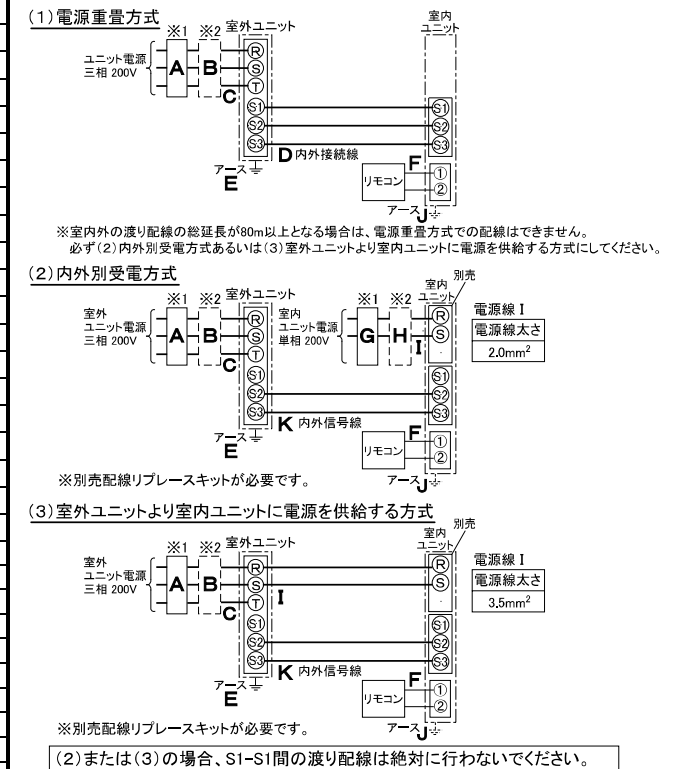 (1)電源重畳方式
※1 ※2 室外ユニット
室内
ユニット
ユニット電源
三相 200V
A
B
C
R
S
T
S1
S2
S3
S1
S2
S3
D 内外接続線
アース
E
リモコン
F
①
②
アース J
※室内外の渡り配線の総延長が80m以上となる場合は、電源重畳方式での配線はできません。
必ず(2)内外別受電方式あるいは(3)室外ユニットより室内ユニットに電源を供給する方式にしてください。
(2)内外別受電方式
※1 ※2 室外ユニット
※1 ※2
室内
ユニット
別売
室外
ユニット電源
三相 200V
A
B
C
R
S
T
S1
S2
S3
室内
ユニット電源
単相 200V
G
H
I
R
S
S1
S2
S3
電源線 I
電源線太さ
2.0mm²
K 内外信号線
アース
E
リモコン
F
①
②
アース J
※別売配線リプレースキットが必要です。
(3)室外ユニットより室内ユニットに電源を供給する方式
※1 ※2 室外ユニット
室内
ユニット
別売
室外
ユニット電源
三相 200V
A
B
C
R
S
T
S1
S2
S3
I
R
S
S1
S2
S3
電源線 I
電源線太さ
3.5mm²
K 内外信号線
アース
E
リモコン
F
①
②
アース J
※別売配線リプレースキットが必要です。
(2)または(3)の場合、S1-S1間の渡り配線は絶対に行わないでください。